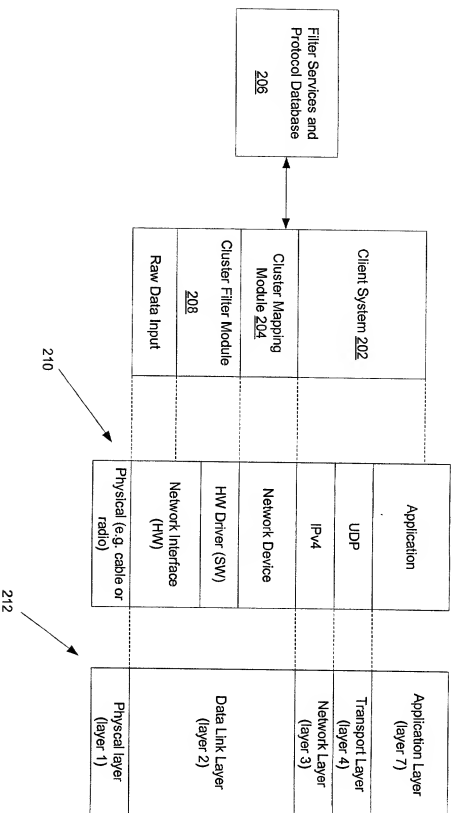 Filter Services and
Protocol Database
206
Client System 202
Cluster Mapping
Module 204
Cluster Filter Module
208
Raw Data Input
210
Application
UDP
IPv4
Network Device
HW Driver (SW)
Network Interface
(HW)
Physical (e.g. cable or
radio)
212
Application Layer
(layer 7)
Transport Layer
(layer 4)
Network Layer
(layer 3)
Data Link Layer
(layer 2)
Physcal layer
(layer 1)